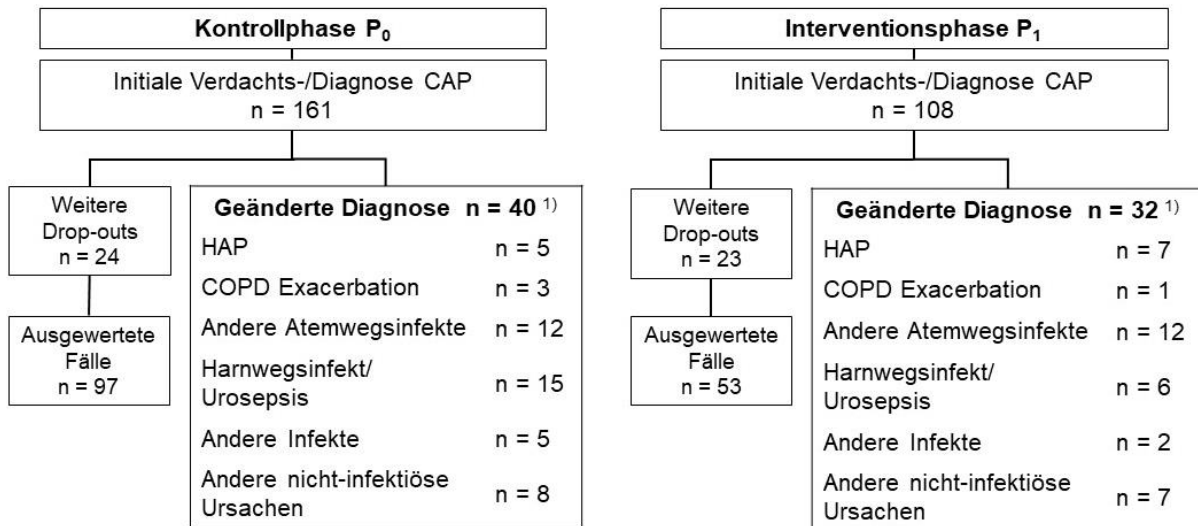 Kontrollphase P₀
Initiale Verdachts-/Diagnose CAP
n = 161
Weitere
Drop-outs
n = 24
Ausgewertete
Fälle
n = 97
Geänderte Diagnose n = 40 ¹⁾
HAP n = 5
COPD Exacerbation n = 3
Andere Atemwegsinfekte n = 12
Harnwegsinfekt/
Urosepsis n = 15
Andere Infekte n = 5
Andere nicht-infektiöse
Ursachen n = 8
Interventionsphase P₁
Initiale Verdachts-/Diagnose CAP
n = 108
Weitere
Drop-outs
n = 23
Ausgewertete
Fälle
n = 53
Geänderte Diagnose n = 32 ¹⁾
HAP n = 7
COPD Exacerbation n = 1
Andere Atemwegsinfekte n = 12
Harnwegsinfekt/
Urosepsis n = 6
Andere Infekte n = 2
Andere nicht-infektiöse
Ursachen n = 7